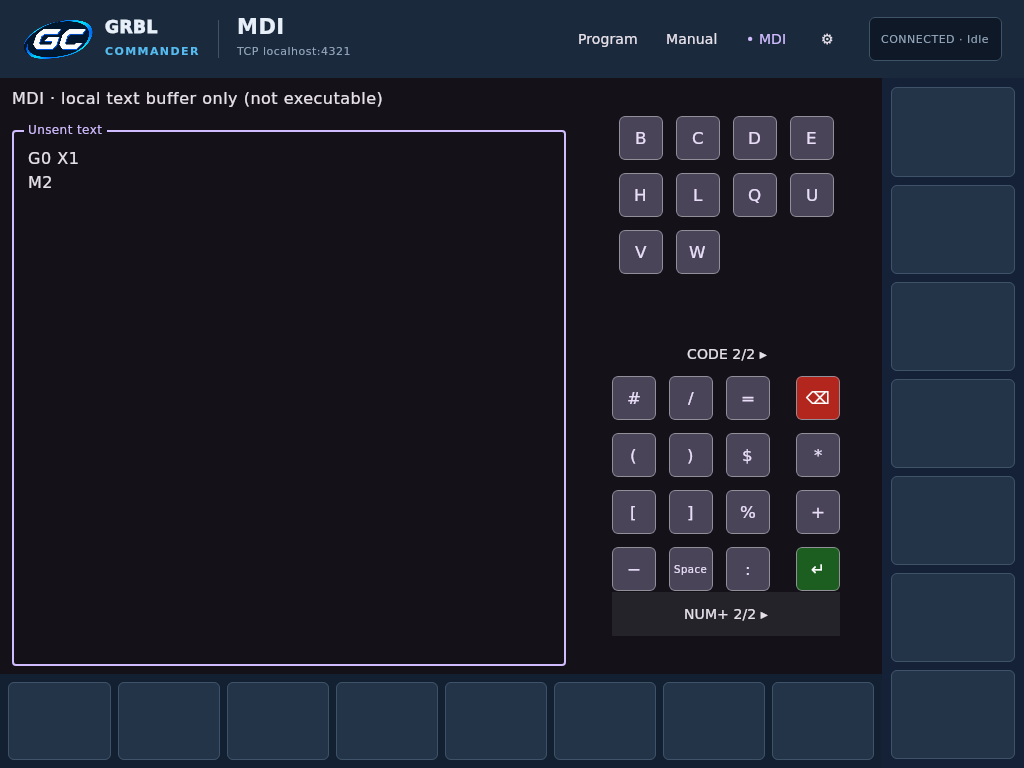 GC
GRBL
COMMANDER
MDI
TCP localhost:4321
Program
Manual
• MDI
⚙
CONNECTED · Idle
MDI · local text buffer only (not executable)
Unsent text
G0 X1
M2
B C D E
H L Q U
V W
CODE 2/2 ▸
# / = ⌫
( ) $ *
[ ] % +
− Space : ↵
NUM+ 2/2 ▸